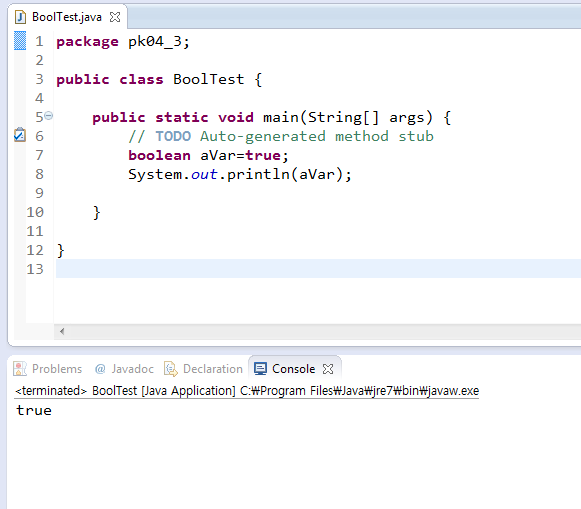 BoolTest.java
1 package pk04_3;
2
3 public class BoolTest {
4
5 public static void main(String[] args) {
6 // TODO Auto-generated method stub
7 boolean aVar=true;
8 System.out.println(aVar);
9
10 }
11
12 }
13
Problems @ Javadoc Declaration Console
<terminated> BoolTest [Java Application] C:₩Program Files₩Java₩jre7₩bin₩javaw.exe
true